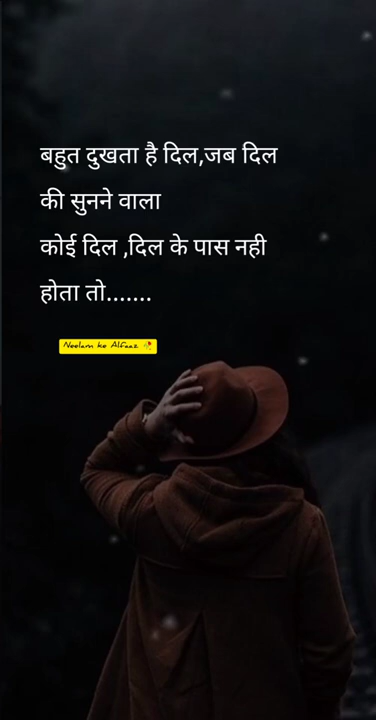 बहुत दुखता है दिल,जब दिल
की सुनने वाला
कोई दिल ,दिल के पास नही
होता तो.......
Neelam ke Alfaaz 🥀